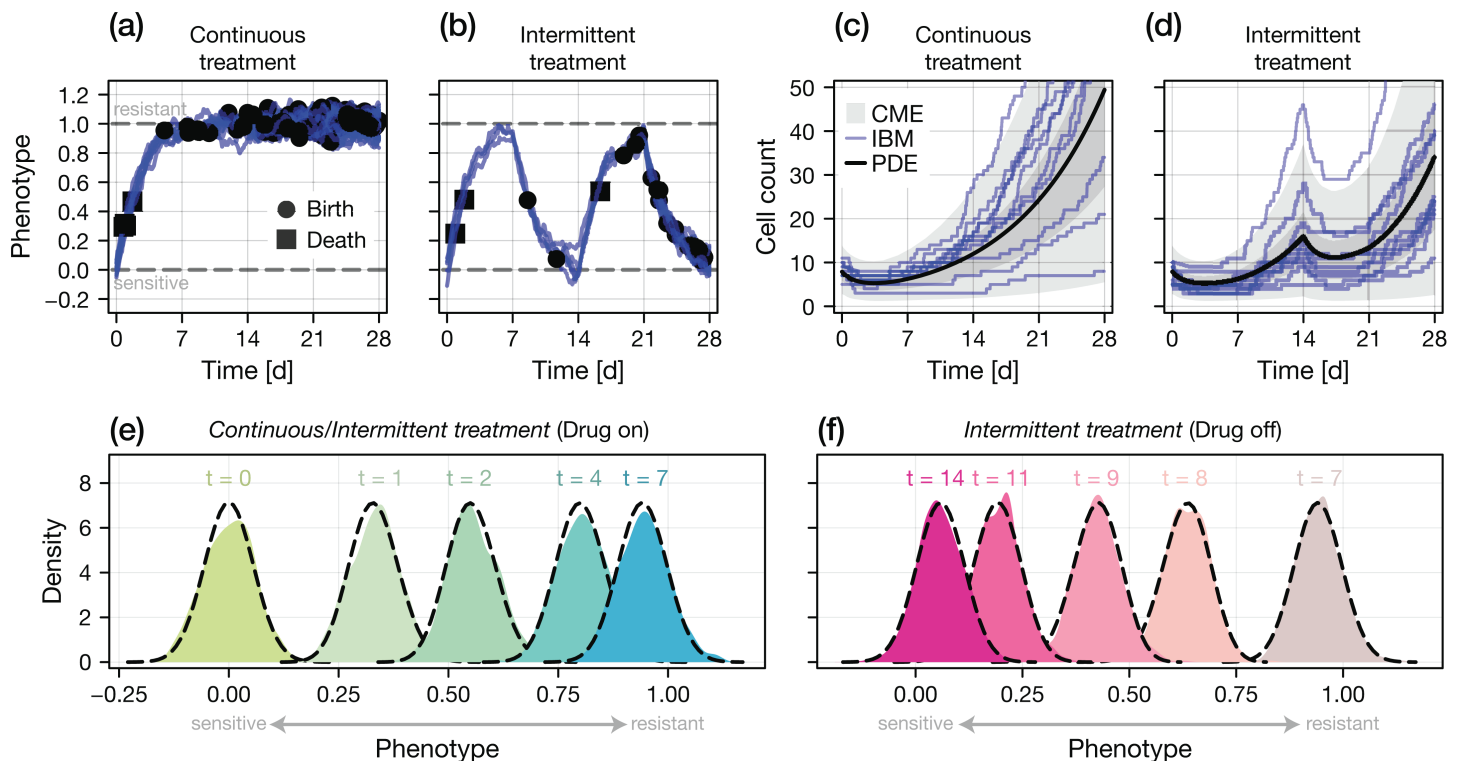 (a)
Continuous
treatment
Phenotype
1.2
1.0
0.8
0.6
0.4
0.2
0.0
−0.2
resistant
sensitive
Birth
Death
0 7 14 21 28
Time [d]
(b)
Intermittent
treatment
0 7 14 21 28
Time [d]
(c)
Continuous
treatment
Cell count
50
40
30
20
10
0
CME
IBM
PDE
0 7 14 21 28
Time [d]
(d)
Intermittent
treatment
0 7 14 21 28
Time [d]
(e)
Continuous/Intermittent treatment (Drug on)
Density
8
6
4
2
0
t = 0 t = 1 t = 2 t = 4 t = 7
−0.25 0.00 0.25 0.50 0.75 1.00
sensitive resistant
Phenotype
(f)
Intermittent treatment (Drug off)
t = 14 t = 11 t = 9 t = 8 t = 7
0.00 0.25 0.50 0.75 1.00
sensitive resistant
Phenotype